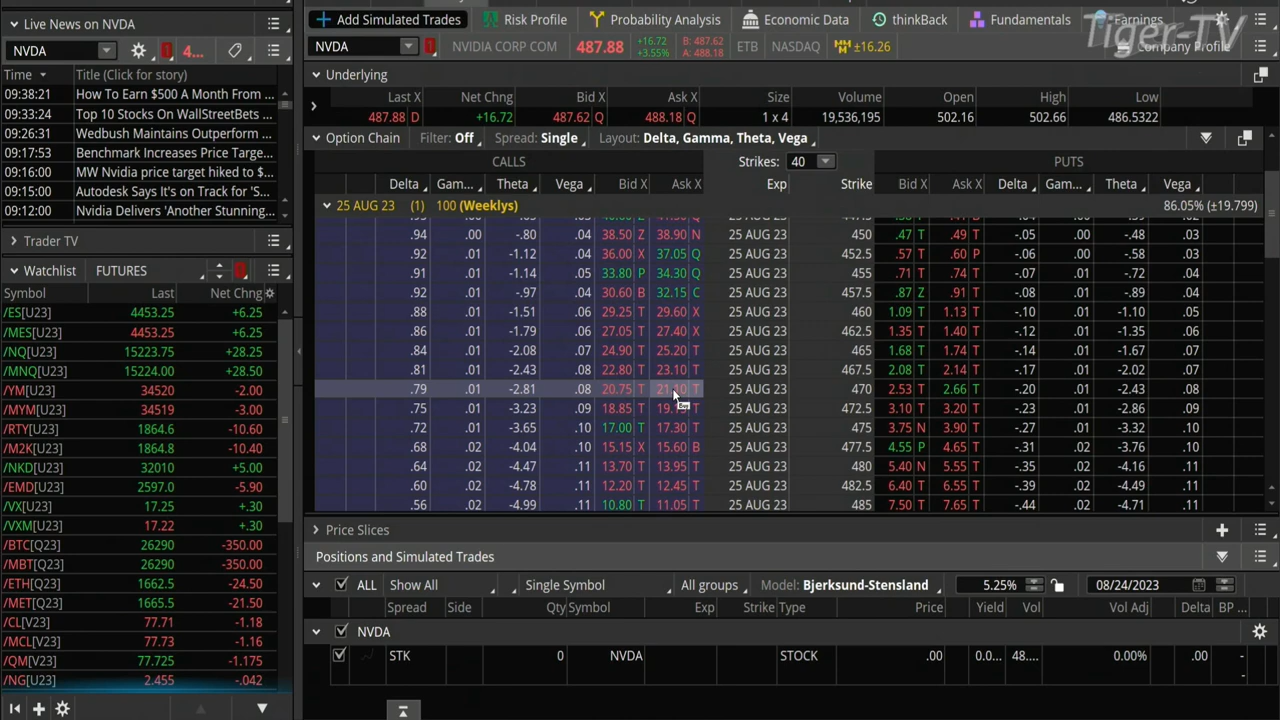 Live News on NVDA
NVDA 4...
Time Title (Click for story)
09:38:21 How To Earn $500 A Month From ...
09:33:24 Top 10 Stocks On WallStreetBets ...
09:26:31 Wedbush Maintains Outperform ...
09:17:53 Benchmark Increases Price Targe...
09:16:00 MW Nvidia price target hiked to $...
09:15:00 Autodesk Says It's on Track for 'S...
09:12:00 Nvidia Delivers 'Another Stunning...
Trader TV
Watchlist FUTURES
Symbol Last Net Chng
/ES[U23] 4453.25 +6.25
/MES[U23] 4453.25 +6.25
/NQ[U23] 15223.75 +28.25
/MNQ[U23] 15224.00 +28.50
/YM[U23] 34520 -2.00
/MYM[U23] 34519 -3.00
/RTY[U23] 1864.6 -10.60
/M2K[U23] 1864.8 -10.40
/NKD[U23] 32010 +5.00
/EMD[U23] 2597.0 -5.90
/VX[U23] 17.25 +.30
/VXM[U23] 17.22 +.30
/BTC[Q23] 26290 -350.00
/MBT[Q23] 26290 -350.00
/ETH[Q23] 1662.5 -24.50
/MET[Q23] 1665.5 -21.50
/CL[V23] 77.71 -1.18
/MCL[V23] 77.73 -1.16
/QM[V23] 77.725 -1.175
/NG[U23] 2.455 -.042
Add Simulated Trades Risk Profile Probability Analysis Economic Data thinkBack Fundamentals Earnings
Tiger-TV
NVDA NVIDIA CORP COM 487.88 +16.72 +3.55% B: 487.62 A: 488.18 ETB NASDAQ ±16.26 Company Profile
Underlying
Last X Net Chng Bid X Ask X Size Volume Open High Low
487.88 D +16.72 487.62 Q 488.18 Q 1 x 4 19,536,195 502.16 502.66 486.5322
Option Chain Filter: Off Spread: Single Layout: Delta, Gamma, Theta, Vega
CALLS Strikes: 40 PUTS
Delta Gam... Theta Vega Bid X Ask X Exp Strike Bid X Ask X Delta Gam... Theta Vega
25 AUG 23 (1) 100 (Weeklys) 86.05% (±19.799)
.94 .00 -.80 .04 38.50 Z 38.90 N 25 AUG 23 450 .47 T .49 T -.05 .00 -.48 .03
.92 .01 -1.12 .04 36.00 X 37.05 Q 25 AUG 23 452.5 .57 T .60 P -.06 .00 -.58 .03
.91 .01 -1.14 .05 33.80 P 34.30 Q 25 AUG 23 455 .71 T .74 T -.07 .01 -.72 .04
.92 .01 -.97 .04 30.60 B 32.15 C 25 AUG 23 457.5 .87 Z .91 T -.08 .01 -.89 .04
.88 .01 -1.51 .06 29.25 T 29.60 X 25 AUG 23 460 1.09 T 1.13 T -.10 .01 -1.10 .05
.86 .01 -1.79 .06 27.05 T 27.40 X 25 AUG 23 462.5 1.35 T 1.40 T -.12 .01 -1.35 .06
.84 .01 -2.08 .07 24.90 T 25.20 T 25 AUG 23 465 1.68 T 1.74 T -.14 .01 -1.67 .07
.81 .01 -2.43 .08 22.80 T 23.10 T 25 AUG 23 467.5 2.08 T 2.14 T -.17 .01 -2.02 .07
.79 .01 -2.81 .08 20.75 T T 25 AUG 23 470 2.53 T 2.66 T -.20 .01 -2.43 .08
.75 .01 -3.23 .09 18.85 T T 25 AUG 23 472.5 3.10 T 3.20 T -.23 .01 -2.86 .09
.72 .01 -3.65 .10 17.00 T 17.30 T 25 AUG 23 475 3.75 N 3.90 T -.27 .01 -3.32 .10
.68 .02 -4.04 .10 15.15 X 15.60 B 25 AUG 23 477.5 4.55 P 4.65 T -.31 .02 -3.76 .10
.64 .02 -4.47 .11 13.70 T 13.95 T 25 AUG 23 480 5.40 N 5.55 T -.35 .02 -4.16 .11
.60 .02 -4.78 .11 12.20 T 12.45 T 25 AUG 23 482.5 6.40 T 6.55 T -.39 .02 -4.49 .11
.56 .02 -4.99 .11 10.80 T 11.05 T 25 AUG 23 485 7.50 T 7.65 T -.44 .02 -4.71 .11
Price Slices
Positions and Simulated Trades
ALL Show All Single Symbol All groups Model: Bjerksund-Stensland 5.25% 08/24/2023
Spread Side Qty Symbol Exp Strike Type Price Yield Vol Vol Adj Delta BP ...
NVDA
STK 0 NVDA STOCK .00 0.0... 48.... 0.00% .00 -
-